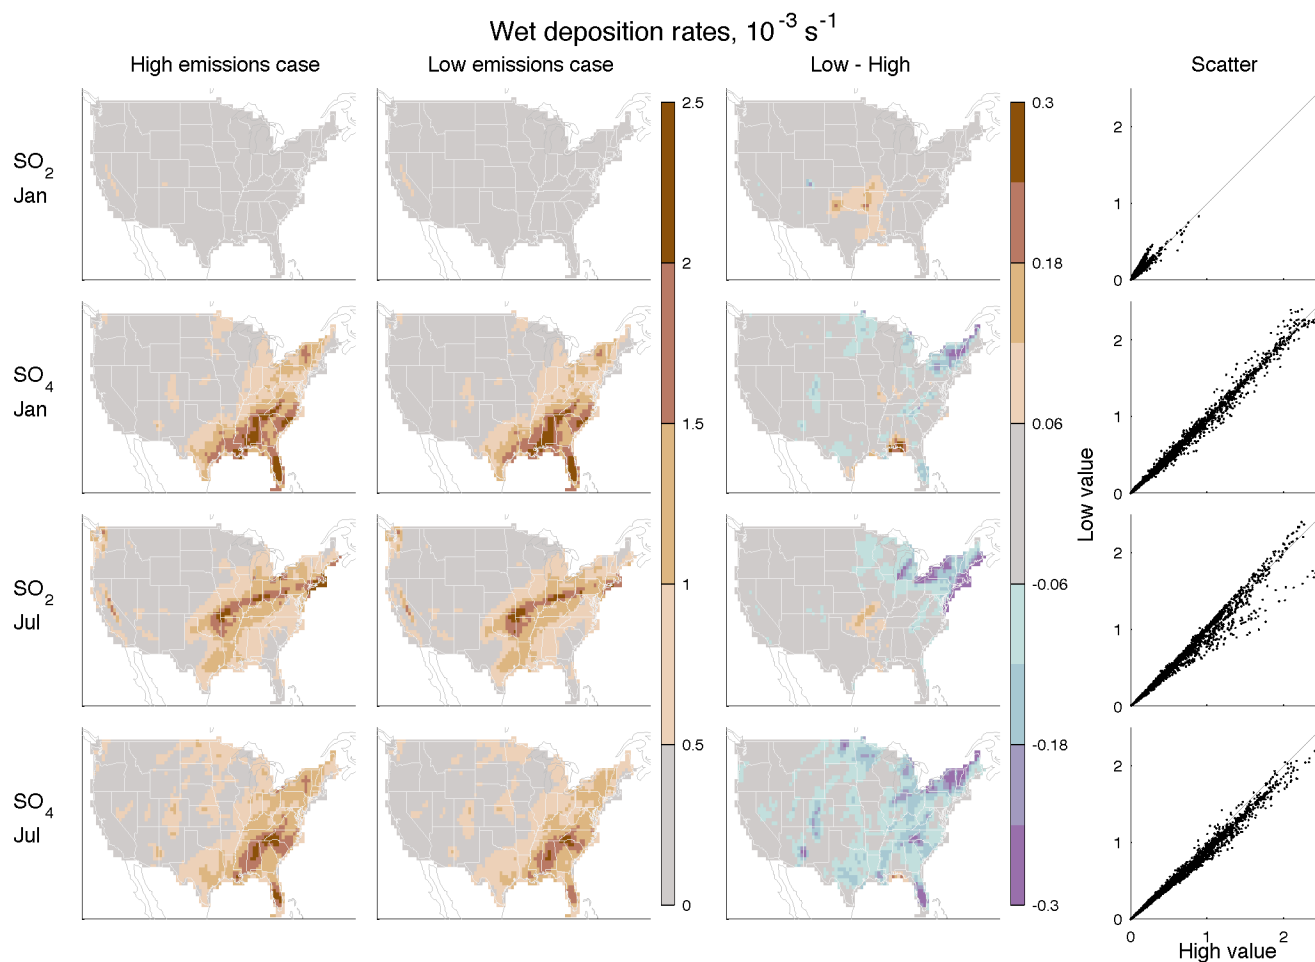 Wet deposition rates, 10⁻³ s⁻¹
High emissions case
Low emissions case
Low - High
Scatter
SO₂
Jan
SO₄
Jan
SO₂
Jul
SO₄
Jul
2.5
2
1.5
1
0.5
0
0.3
0.18
0.06
-0.06
-0.18
-0.3
Low value
2
1
0
2
1
0
2
1
0
2
1
0
0
1
2
High value